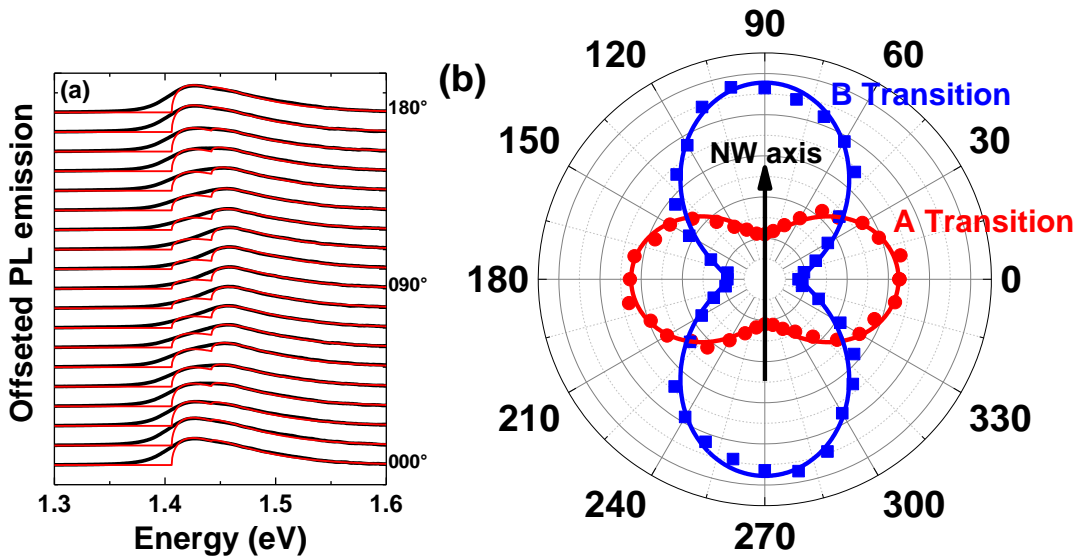 (a)
Offseted PL emission
180°
090°
000°
1.3
1.4
1.5
1.6
Energy (eV)
(b)
90
60
30
0
330
300
270
240
210
180
150
120
B Transition
NW axis
A Transition